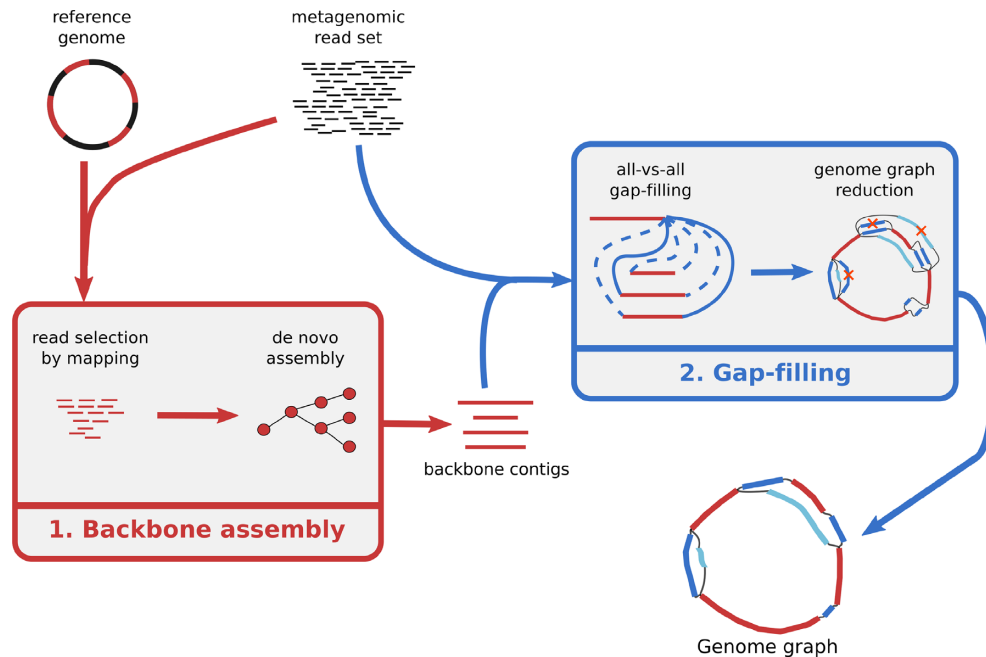 reference
genome
metagenomic
read set
all-vs-all
gap-filling
genome graph
reduction
2. Gap-filling
read selection
by mapping
de novo
assembly
backbone contigs
1. Backbone assembly
Genome graph